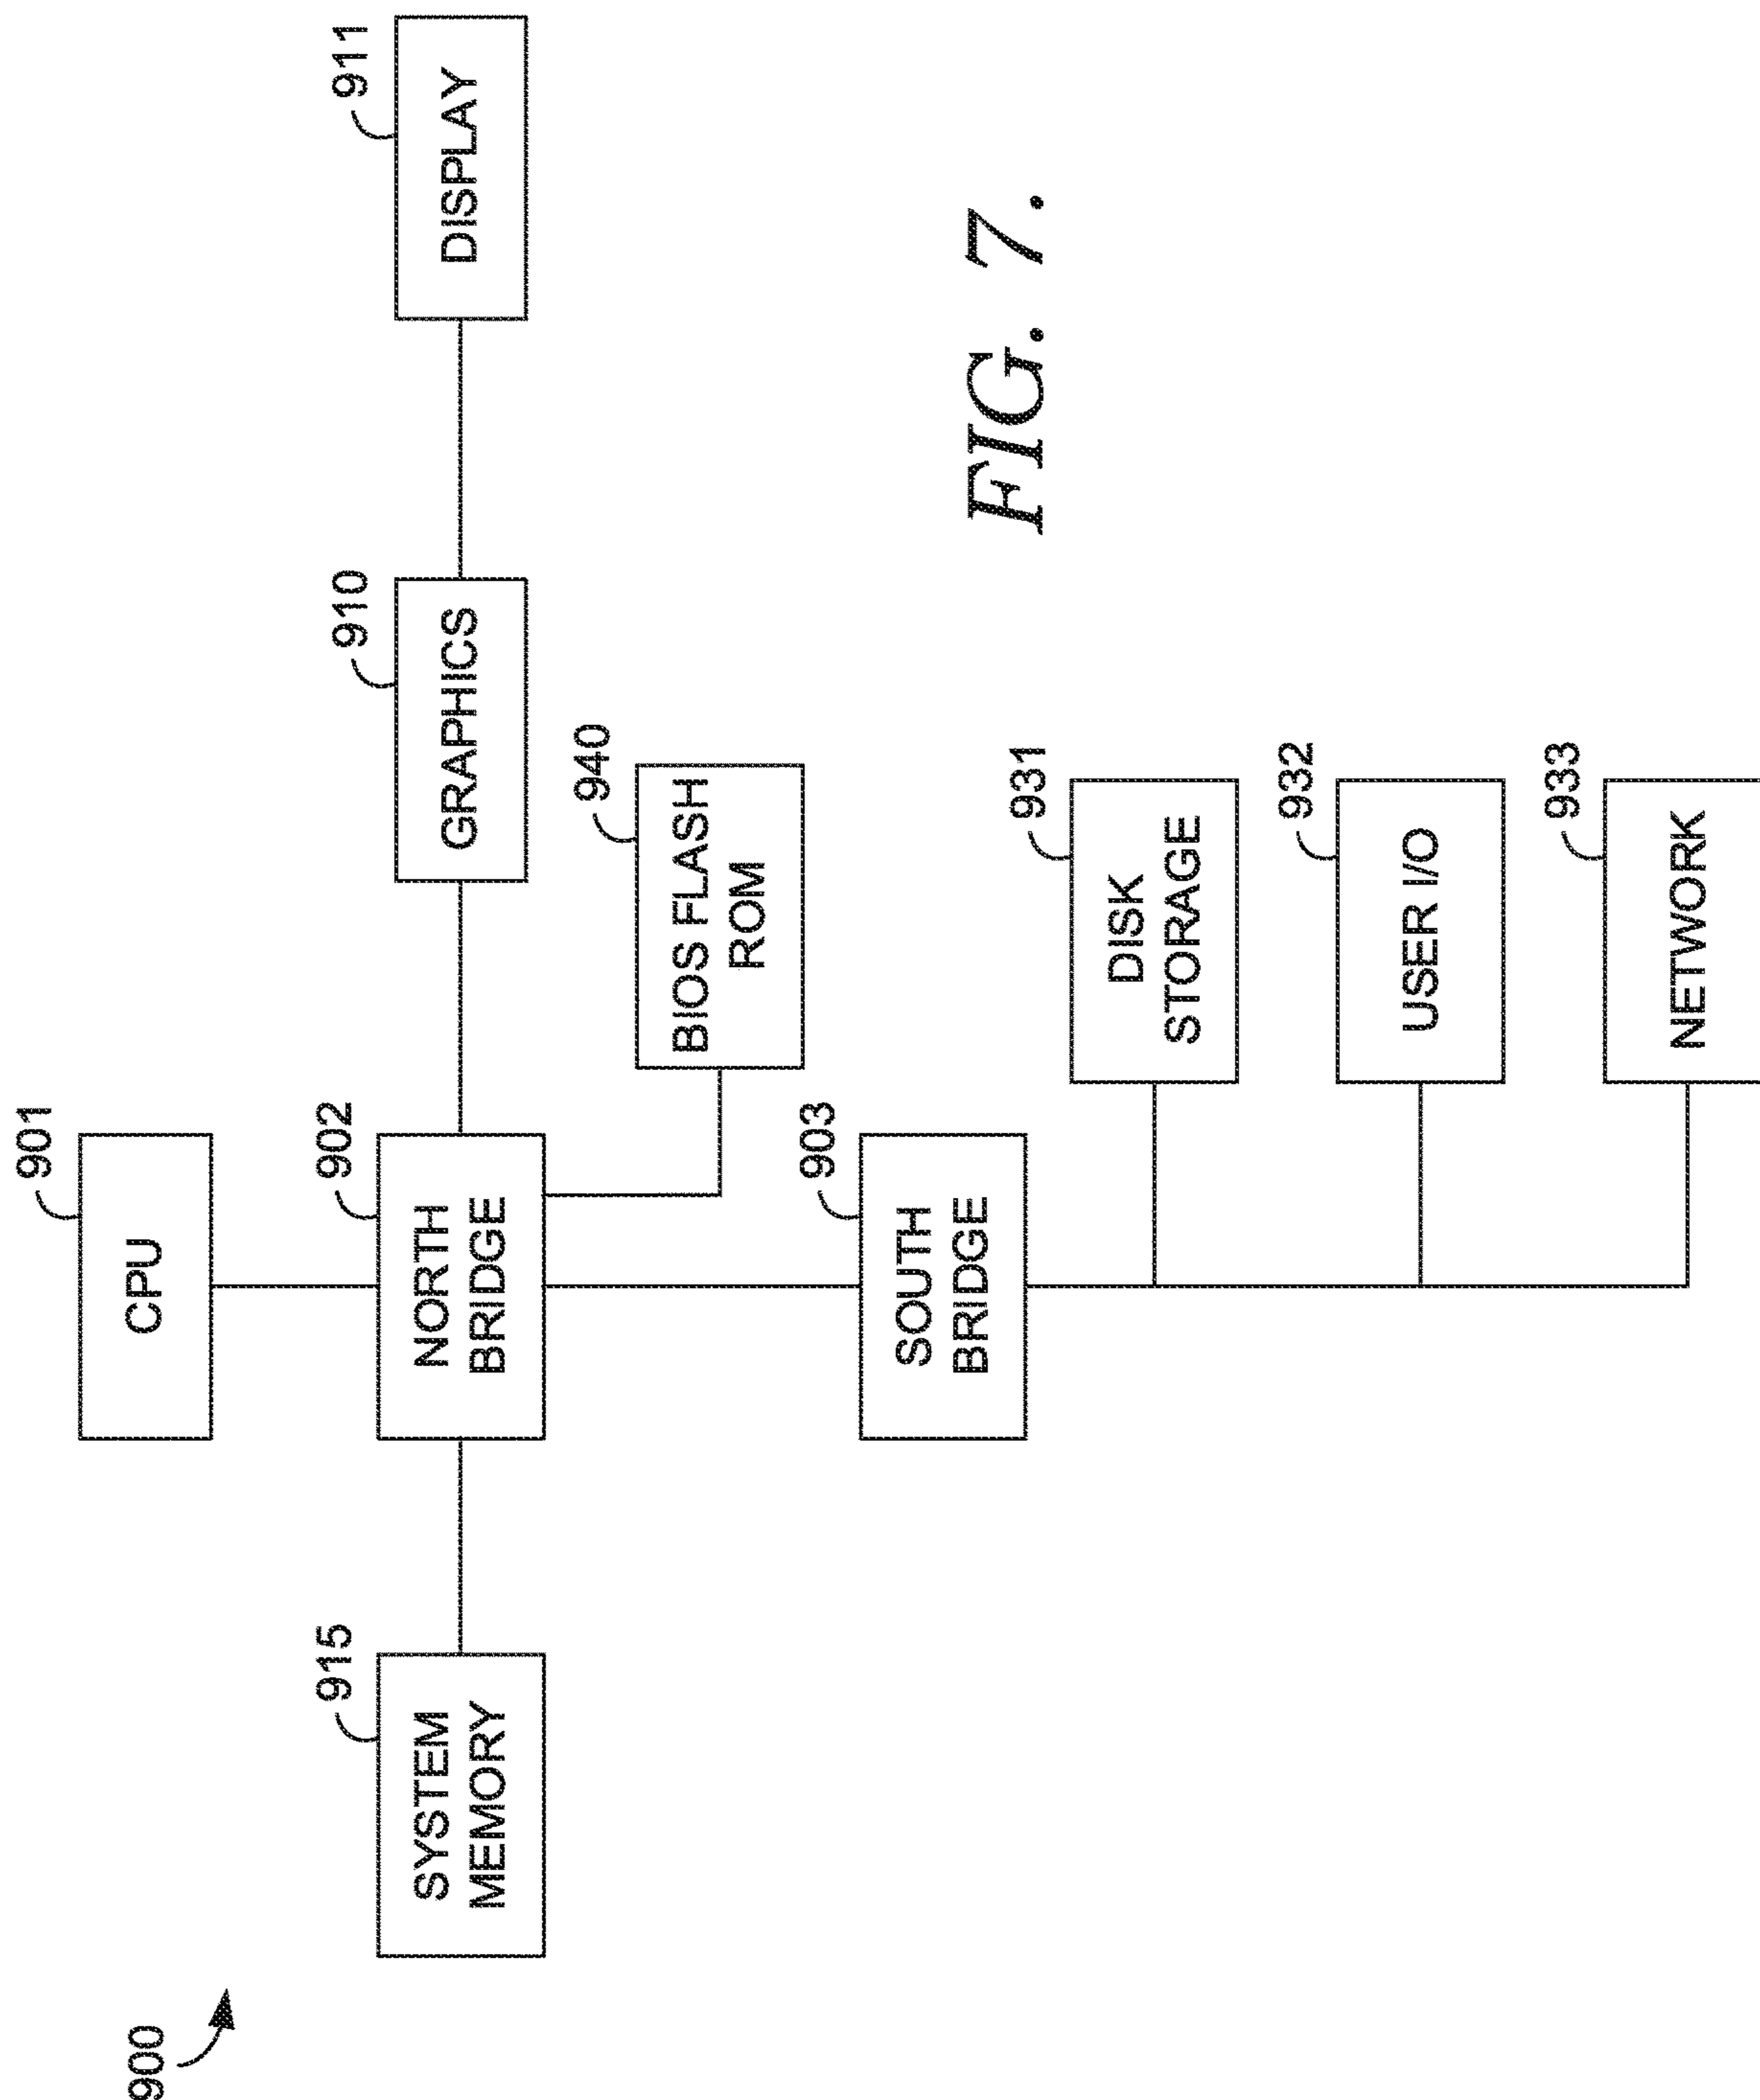 900
901
CPU
915
SYSTEM
MEMORY
902
NORTH
BRIDGE
910
GRAPHICS
911
DISPLAY
940
BIOS FLASH
ROM
903
SOUTH
BRIDGE
931
DISK
STORAGE
932
USER I/O
933
NETWORK
FIG. 7.